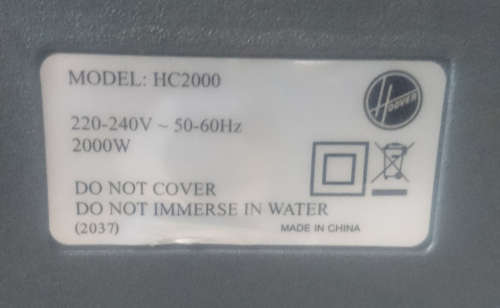 MODEL: HC2000
HOOVER
220-240V ~ 50-60Hz
2000W
DO NOT COVER
DO NOT IMMERSE IN WATER
(2037) MADE IN CHINA